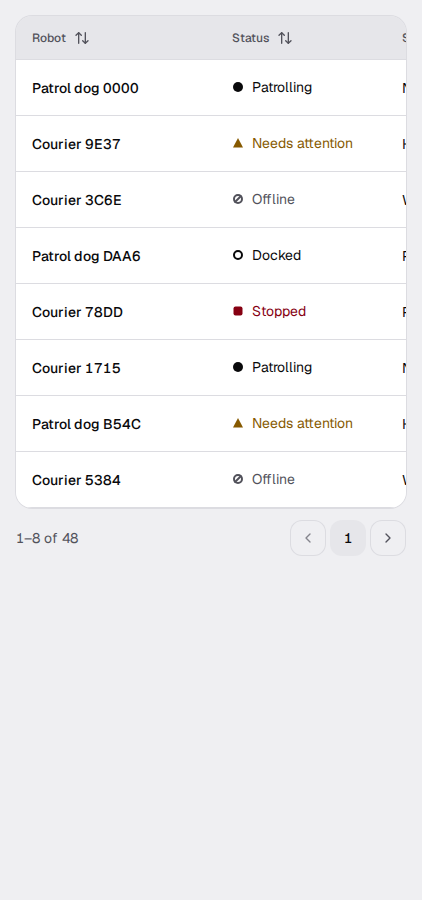 Robot Status
Patrol dog 0000 Patrolling
Courier 9E37 Needs attention
Courier 3C6E Offline
Patrol dog DAA6 Docked
Courier 78DD Stopped
Courier 1715 Patrolling
Patrol dog B54C Needs attention
Courier 5384 Offline
1–8 of 48 1